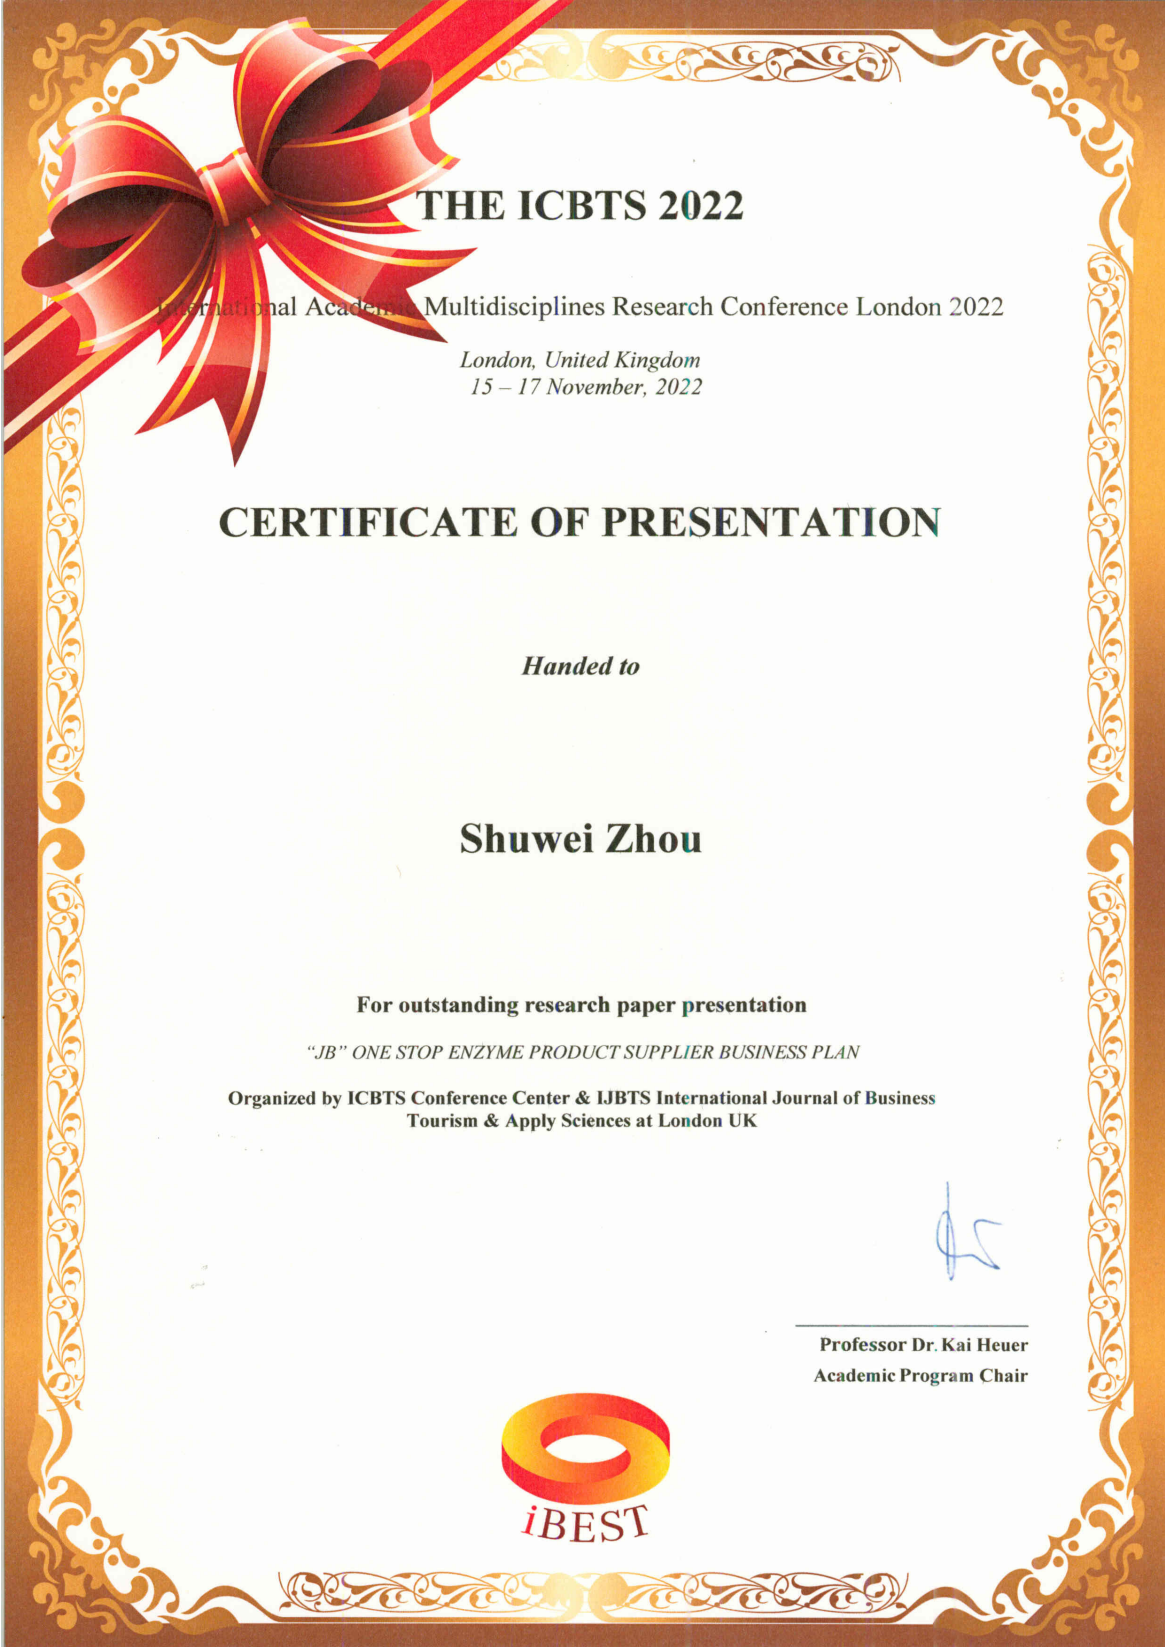 THE ICBTS 2022
International Academic Multidisciplines Research Conference London 2022
London, United Kingdom
15 – 17 November, 2022
CERTIFICATE OF PRESENTATION
Handed to
Shuwei Zhou
For outstanding research paper presentation
“JB” ONE STOP ENZYME PRODUCT SUPPLIER BUSINESS PLAN
Organized by ICBTS Conference Center & IJBTS International Journal of Business
Tourism & Apply Sciences at London UK
Professor Dr. Kai Heuer
Academic Program Chair
iBEST